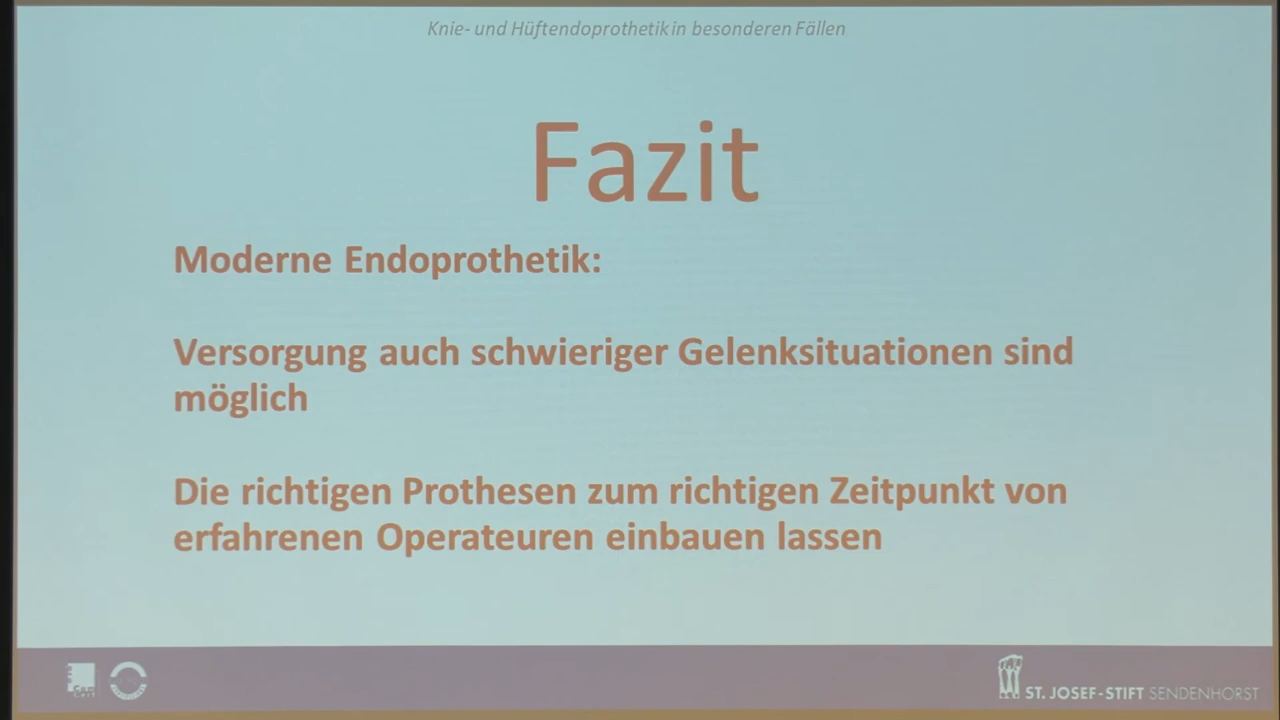 Knie- und Hüftendoprothetik in besonderen Fällen
Fazit
Moderne Endoprothetik:
Versorgung auch schwieriger Gelenksituationen sind
möglich
Die richtigen Prothesen zum richtigen Zeitpunkt von
erfahrenen Operateuren einbauen lassen
ST. JOSEF-STIFT SENDENHORST